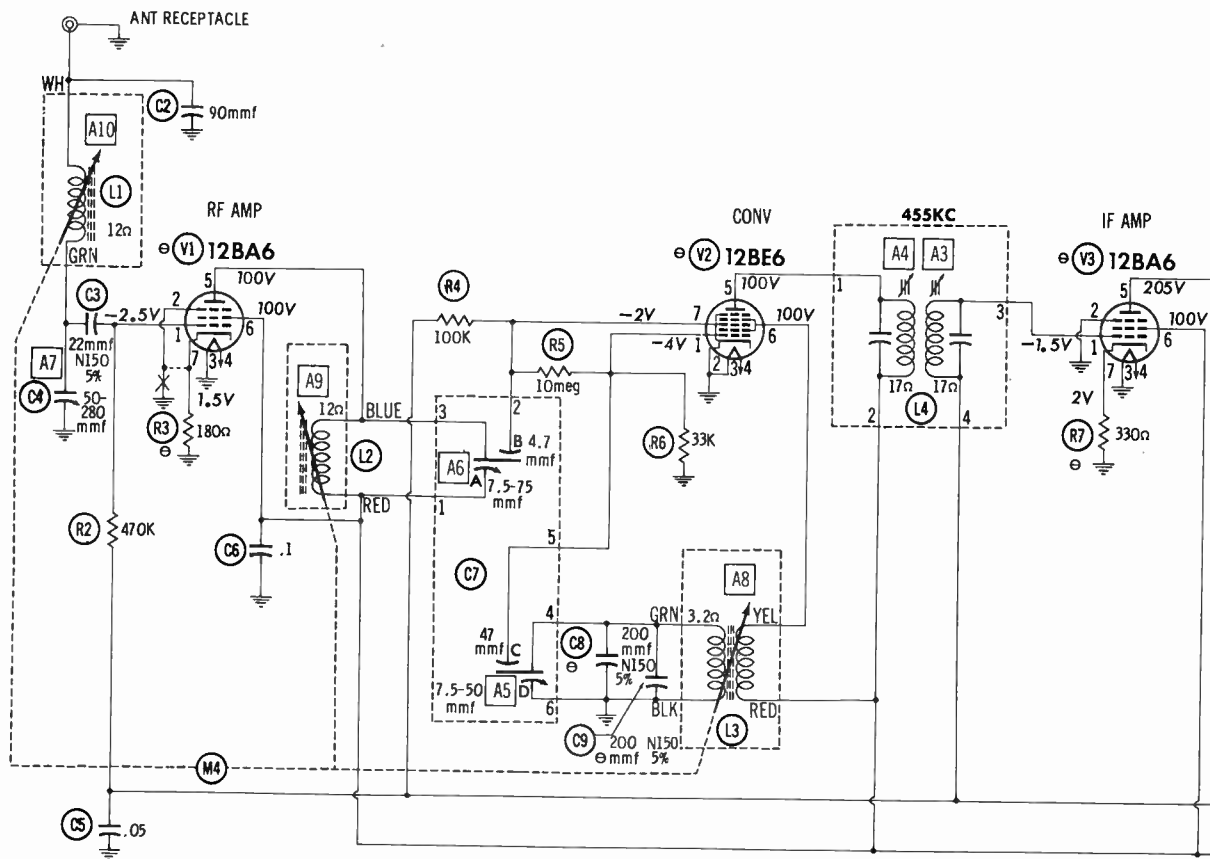 ANT RECEPTACLE
WH
C2
90mmf
A10
L1
12Ω
GRN
RF AMP
⊖ V1 12BA6
5
100V
2
100V
C3
-2.5V
1
6
22mmf
N150
5%
7
3
4
A7
C4
50-
280
mmf
1.5V
R3
180Ω
⊖
R2
470K
C6
.1
A9
12Ω
BLUE
L2
RED
R4
100K
R5
10meg
3
2
B 4.7
mmf
A6
A
7.5-75
mmf
1
5
C7
4
47
mmf
C
7.5-50
mmf
A5
D
6
CONV
⊖ V2 12BE6
5
100V
-2V
7
100V
-4V
1
6
2
3
4
R6
33K
C8
⊖
200
mmf
N150
5%
GRN
3.2Ω
A8
YEL
BLK
RED
L3
C9
⊖
200
mmf
N150
5%
455KC
A4
A3
1
3
17Ω
17Ω
L4
2
4
IF AMP
⊖ V3 12BA6
5
205V
2
100V
-1.5V
1
6
7
3
4
2V
R7
330Ω
⊖
M4
C5
.05